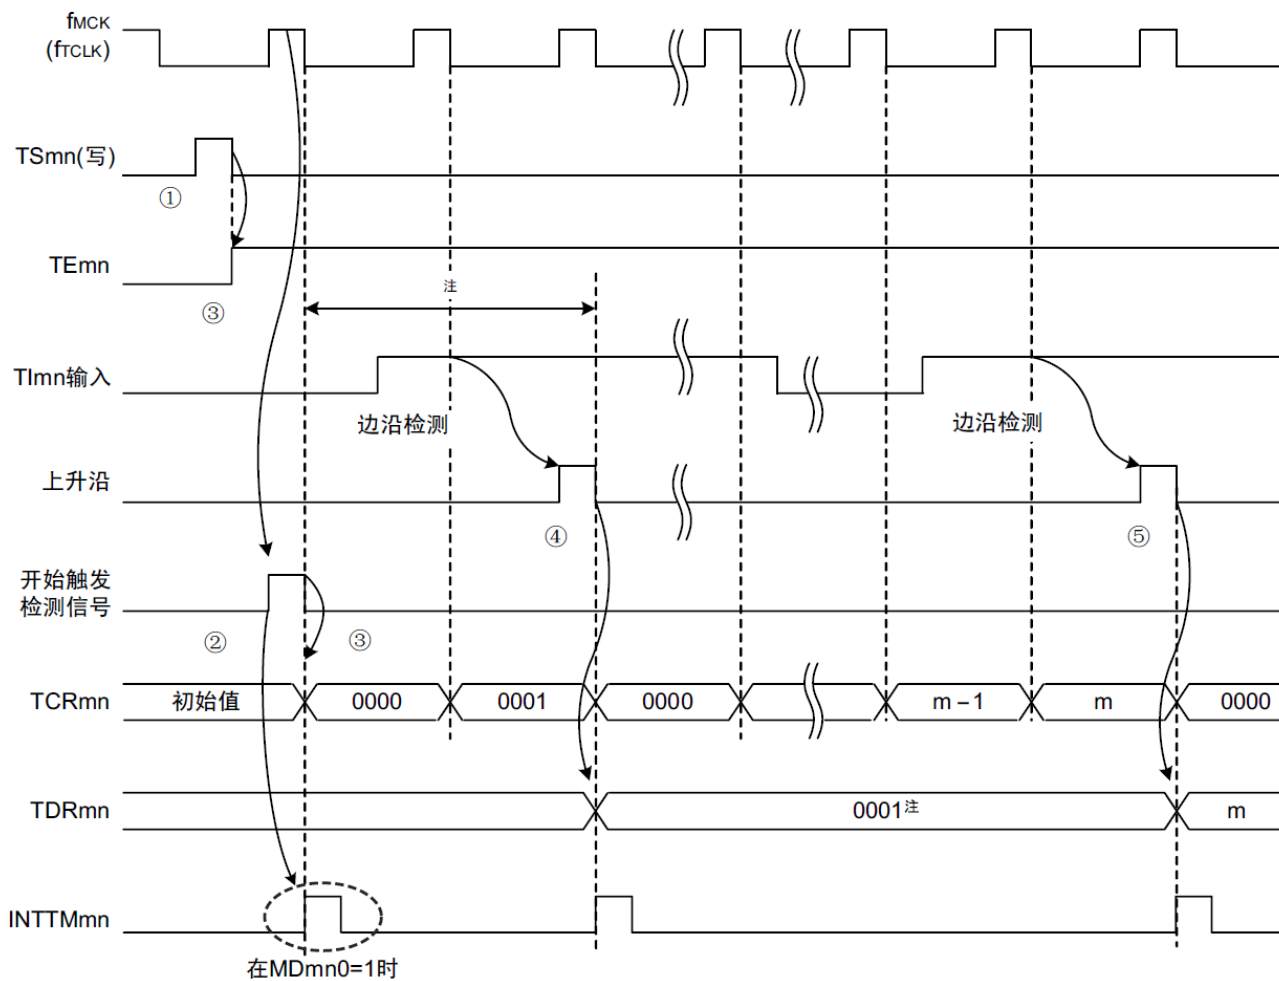 fMCK
(fTCLK)
TSmn(写)
①
TEmn
③
注
TImn输入
边沿检测
边沿检测
上升沿
④
⑤
开始触发
检测信号
②
③
TCRmn
初始值
0000
0001
0000
m-1
m
0000
TDRmn
0001注
m
INTTMmn
在MDmn0=1时